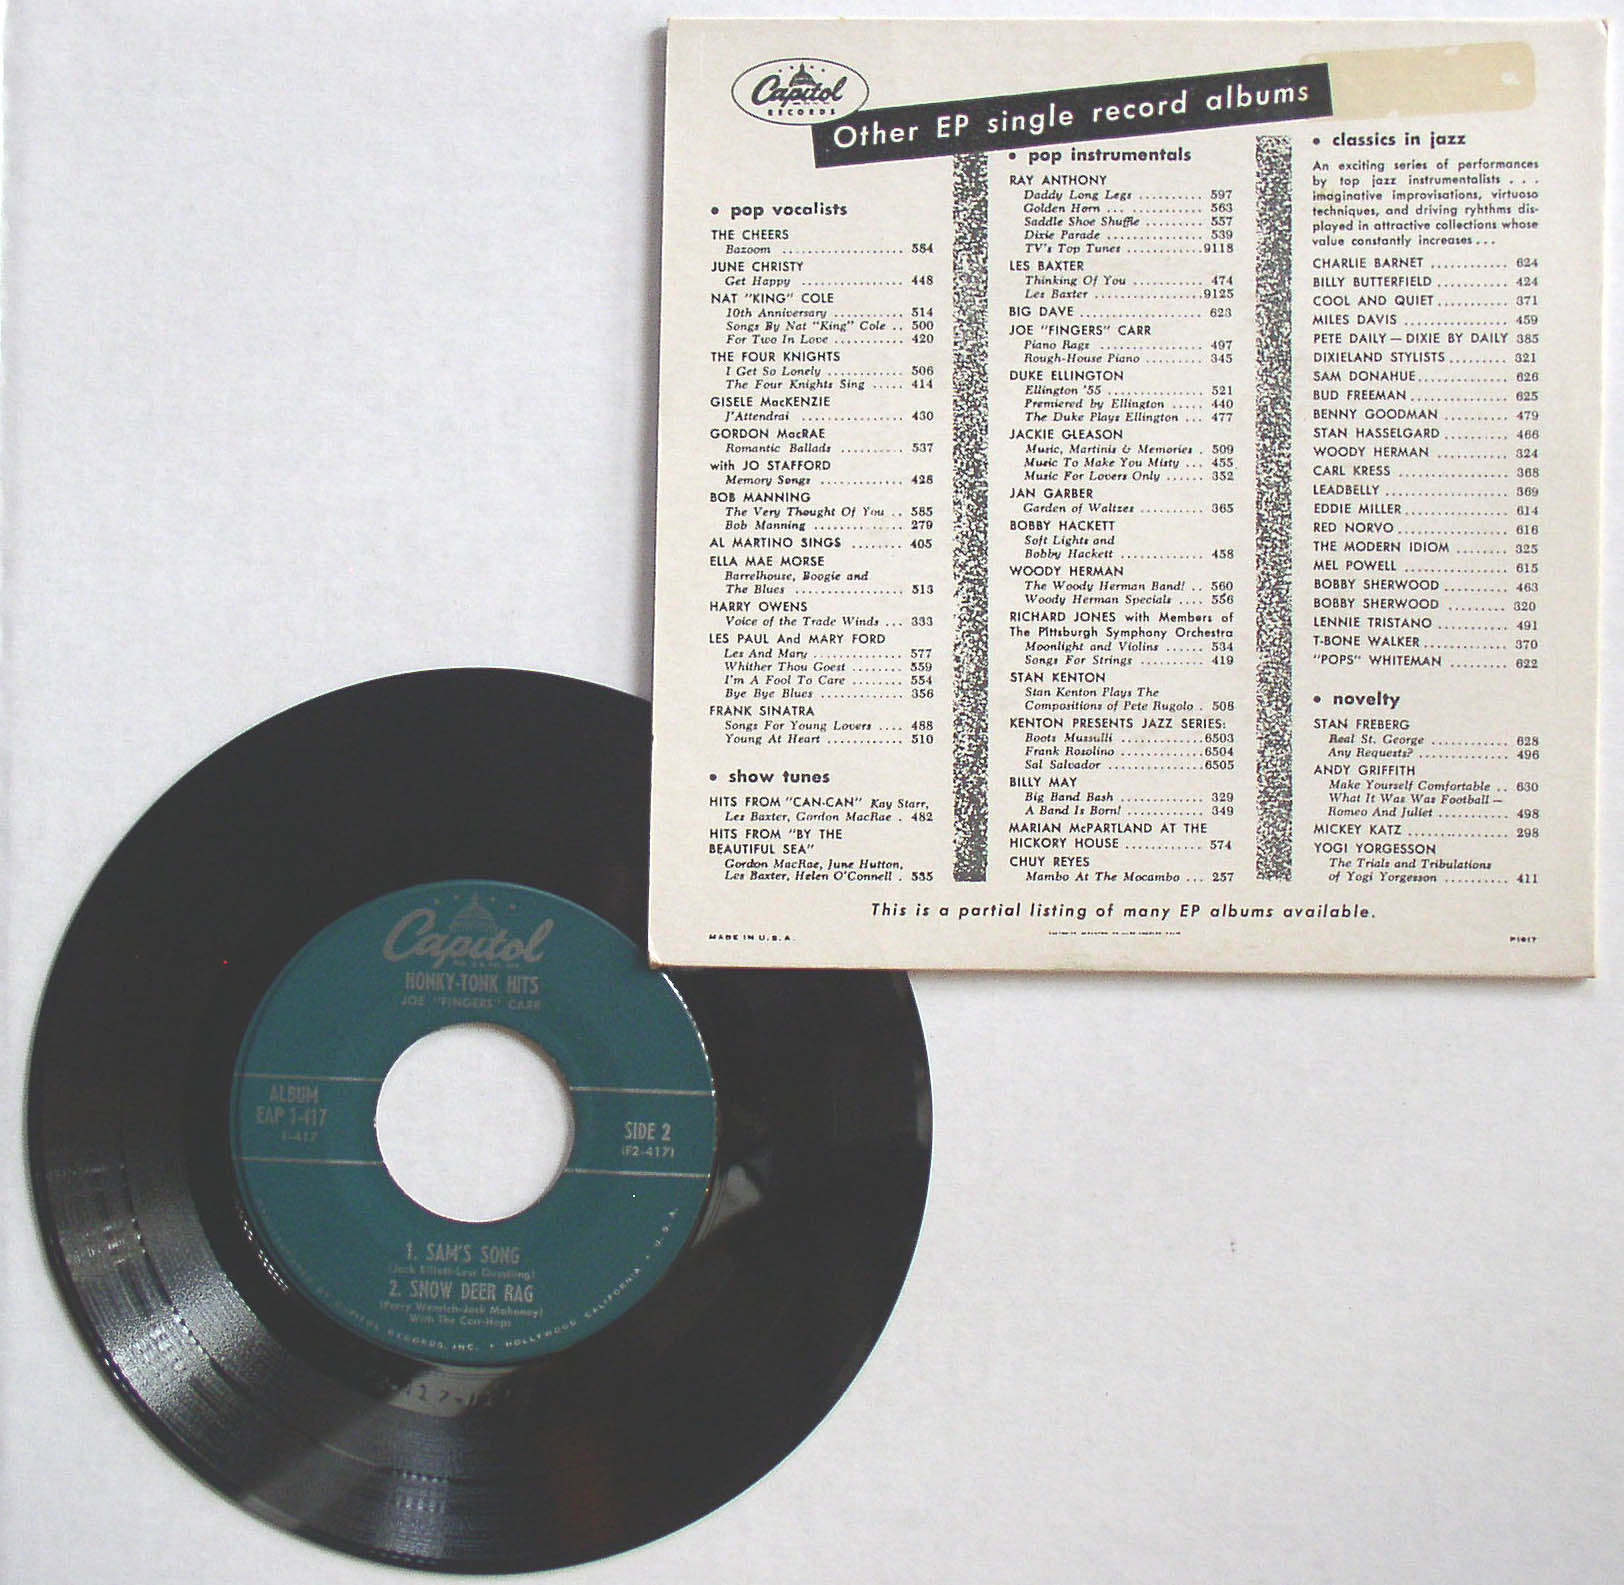 Capitol
RECORDS
Other EP single record albums
• pop vocalists
THE CHEERS
Bazoom .................... 584
JUNE CHRISTY
Get Happy ................ 448
NAT "KING" COLE
10th Anniversary ........... 514
Songs By Nat "King" Cole .. 500
For Two In Love ........... 420
THE FOUR KNIGHTS
I Get So Lonely ............ 506
The Four Knights Sing ..... 414
GISELE MacKENZIE
J'Attendrai ................ 430
GORDON MacRAE
Romantic Ballads .......... 537
with JO STAFFORD
Memory Songs ............. 428
BOB MANNING
The Very Thought Of You .. 585
Bob Manning .............. 279
AL MARTINO SINGS ........ 405
ELLA MAE MORSE
Barrelhouse, Boogie and
The Blues ................. 513
HARRY OWENS
Voice of the Trade Winds ... 333
LES PAUL And MARY FORD
Les And Mary .............. 577
Whither Thou Goest ........ 559
I'm A Fool To Care ........ 554
Bye Bye Blues ............. 356
FRANK SINATRA
Songs For Young Lovers .... 488
Young At Heart ............ 510
• show tunes
HITS FROM "CAN-CAN" Kay Starr,
Les Baxter, Gordon MacRae . 482
HITS FROM "BY THE
BEAUTIFUL SEA"
Gordon MacRae, June Hutton,
Les Baxter, Helen O'Connell . 535
• pop instrumentals
RAY ANTHONY
Daddy Long Legs .......... 597
Golden Horn ... ........... 563
Saddle Shoe Shuffle ......... 557
Dixie Parade ............... 539
TV's Top Tunes ............9118
LES BAXTER
Thinking Of You ........... 474
Les Baxter .................9125
BIG DAVE .................. 623
JOE "FINGERS" CARR
Piano Rags ................ 497
Rough-House Piano ......... 345
DUKE ELLINGTON
Ellington '55 ............... 521
Premiered by Ellington ..... 440
The Duke Plays Ellington ... 477
JACKIE GLEASON
Music, Martinis & Memories . 509
Music To Make You Misty ... 455
Music For Lovers Only ...... 352
JAN GARBER
Garden of Waltzes .......... 365
BOBBY HACKETT
Soft Lights and
Bobby Hackett ............. 458
WOODY HERMAN
The Woody Herman Band! .. 560
Woody Herman Specials .... 556
RICHARD JONES with Members of
The Pittsburgh Symphony Orchestra
Moonlight and Violins ...... 534
Songs For Strings .......... 419
STAN KENTON
Stan Kenton Plays The
Compositions of Pete Rugolo . 508
KENTON PRESENTS JAZZ SERIES:
Boots Mussulli .............6503
Frank Rosolino .............6504
Sal Salvador ...............6505
BILLY MAY
Big Band Bash ............. 329
A Band Is Born! ............ 349
MARIAN McPARTLAND AT THE
HICKORY HOUSE ............ 574
CHUY REYES
Mambo At The Mocambo ... 257
• classics in jazz
An exciting series of performances
by top jazz instrumentalists . . .
imaginative improvisations, virtuoso
techniques, and driving ryhthms dis-
played in attractive collections whose
value constantly increases . . .
CHARLIE BARNET ............ 624
BILLY BUTTERFIELD ........... 424
COOL AND QUIET........... 371
MILES DAVIS ................ 459
PETE DAILY—DIXIE BY DAILY 385
DIXIELAND STYLISTS ......... 321
SAM DONAHUE.............. 626
BUD FREEMAN............... 625
BENNY GOODMAN .......... 479
STAN HASSELGARD .......... 466
WOODY HERMAN ........... 324
CARL KRESS ................. 368
LEADBELLY .................. 369
EDDIE MILLER................ 614
RED NORVO................. 616
THE MODERN IDIOM ........ 325
MEL POWELL ................ 615
BOBBY SHERWOOD .......... 463
BOBBY SHERWOOD ......... 320
LENNIE TRISTANO ........... 491
T-BONE WALKER............. 370
"POPS" WHITEMAN ......... 622
• novelty
STAN FREBERG
Real St. George ............ 628
Any Requests? ............. 496
ANDY GRIFFITH
Make Yourself Comfortable .. 630
What It Was Was Football —
Romeo And Juliet .......... 498
MICKEY KATZ ............... 298
YOGI YORGESSON
The Trials and Tribulations
of Yogi Yorgesson .......... 411
This is a partial listing of many EP albums available.
MADE IN U.S.A.
P1617
Capitol
HONKY-TONK HITS
JOE "FINGERS" CARR
ALBUM
EAP 1-417
1-417
SIDE 2
(F2-417)
1. SAM'S SONG
(Jack Elliott-Lew Quadling)
2. SNOW DEER RAG
(Percy Wenrich-Jack Mahoney)
With The Carr-Hops
BY CAPITOL RECORDS, INC. • HOLLYWOOD, CALIFORNIA • U.S.A.